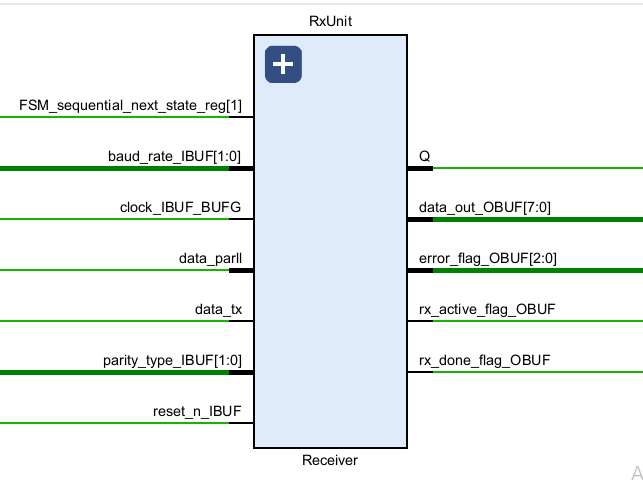 RxUnit
FSM_sequential_next_state_reg[1]
baud_rate_IBUF[1:0]
Q
clock_IBUF_BUFG
data_out_OBUF[7:0]
data_parll
error_flag_OBUF[2:0]
data_tx
rx_active_flag_OBUF
parity_type_IBUF[1:0]
rx_done_flag_OBUF
reset_n_IBUF
Receiver
A